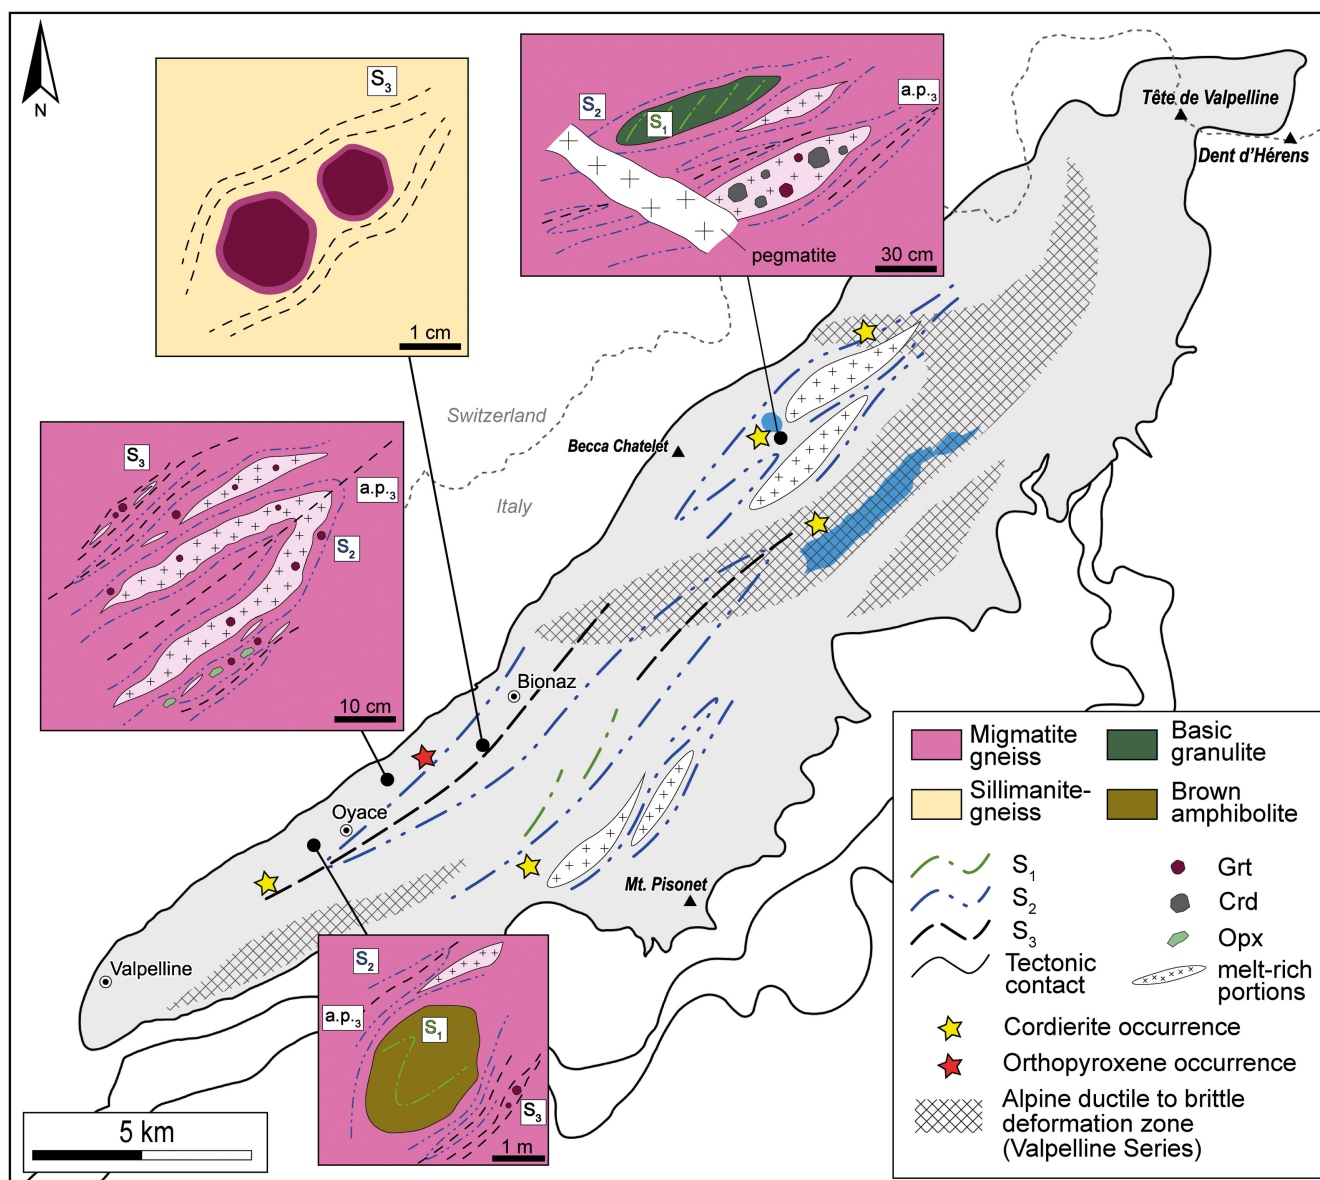 N
S3
1 cm
S2
S1
a.p.3
pegmatite
30 cm
Tête de Valpelline
Dent d'Hérens
Switzerland
Italy
Becca Chatelet
S3
a.p.3
S2
10 cm
Bionaz
Oyace
Valpelline
Mt. Pisonet
S2
a.p.3
S1
S3
1 m
5 km
Migmatite
gneiss
Basic
granulite
Sillimanite-
gneiss
Brown
amphibolite
S1
S2
S3
Tectonic
contact
Grt
Crd
Opx
melt-rich
portions
Cordierite occurrence
Orthopyroxene occurrence
Alpine ductile to brittle
deformation zone
(Valpelline Series)